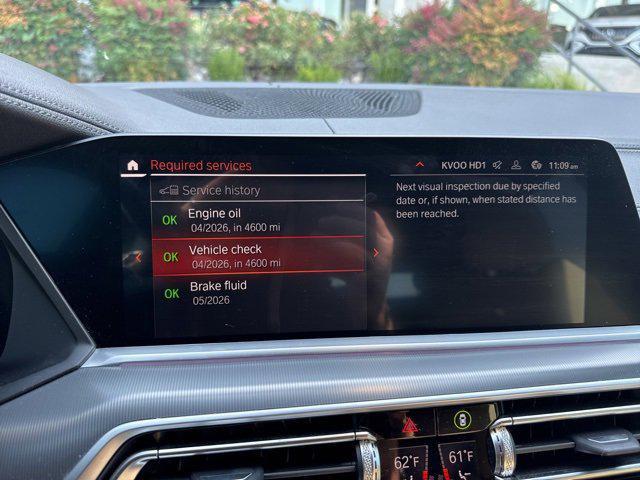 Required services
KVOO HD1 11:09 am
Service history
OK Engine oil
04/2026, in 4600 mi
OK Vehicle check
04/2026, in 4600 mi
OK Brake fluid
05/2026
Next visual inspection due by specified
date or, if shown, when stated distance has
been reached.
62°F 61°F